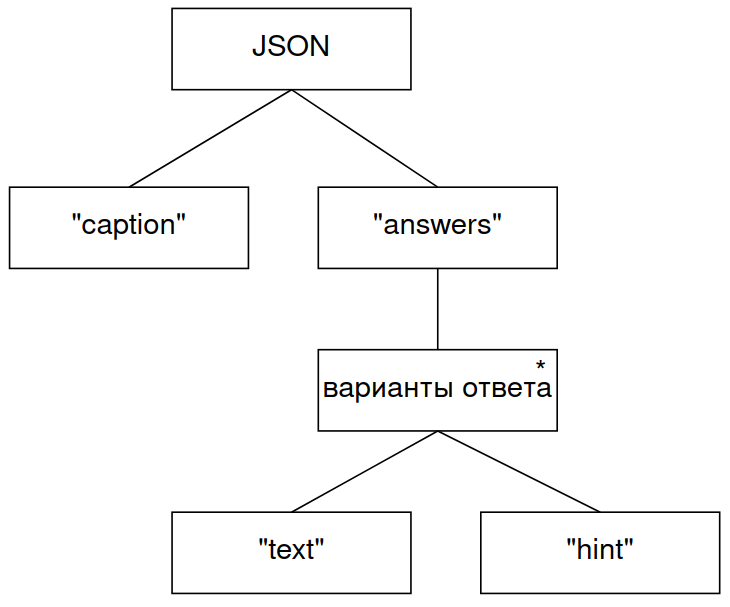 JSON
"caption"
"answers"
*
варианты ответа
"text"
"hint"